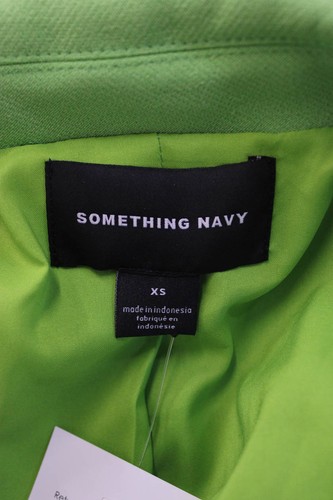 SOMETHING NAVY
XS
made in indonesia
fabriqué en
indonésie